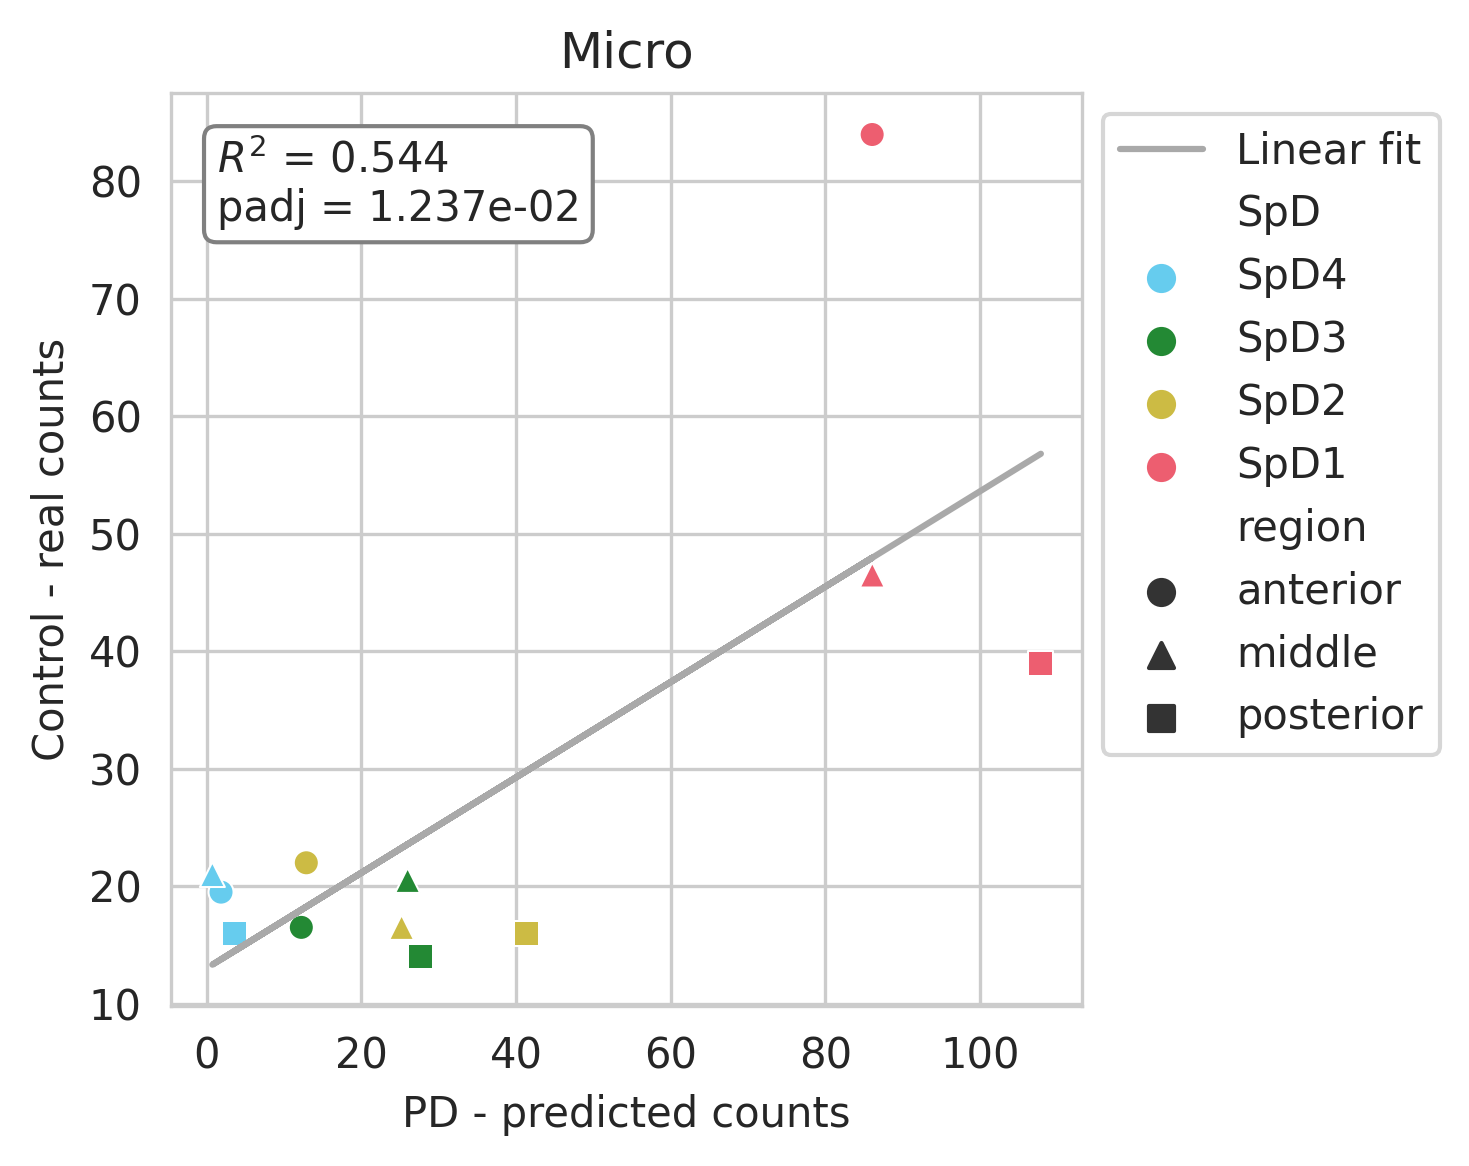 Micro
R² = 0.544
padj = 1.237e-02
Control - real counts
80
70
60
50
40
30
20
10
0 20 40 60 80 100
PD - predicted counts
Linear fit
SpD
SpD4
SpD3
SpD2
SpD1
region
anterior
middle
posterior